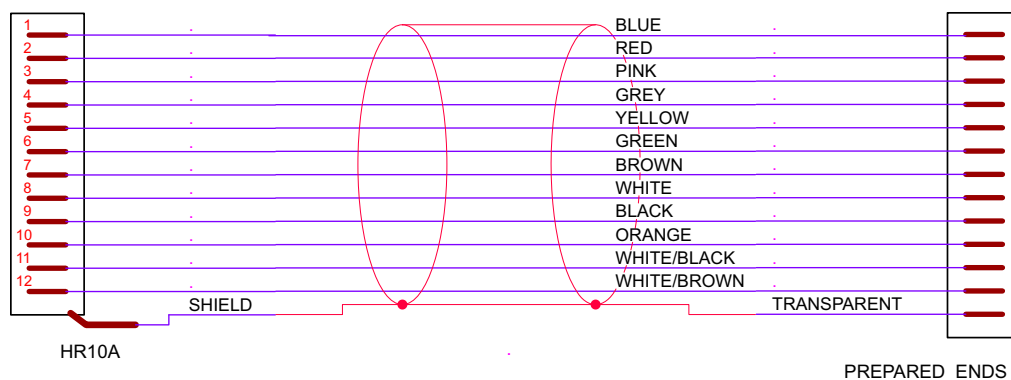 1 BLUE
2 RED
3 PINK
4 GREY
5 YELLOW
6 GREEN
7 BROWN
8 WHITE
9 BLACK
10 ORANGE
11 WHITE/BLACK
12 WHITE/BROWN
SHIELD TRANSPARENT
HR10A
PREPARED ENDS